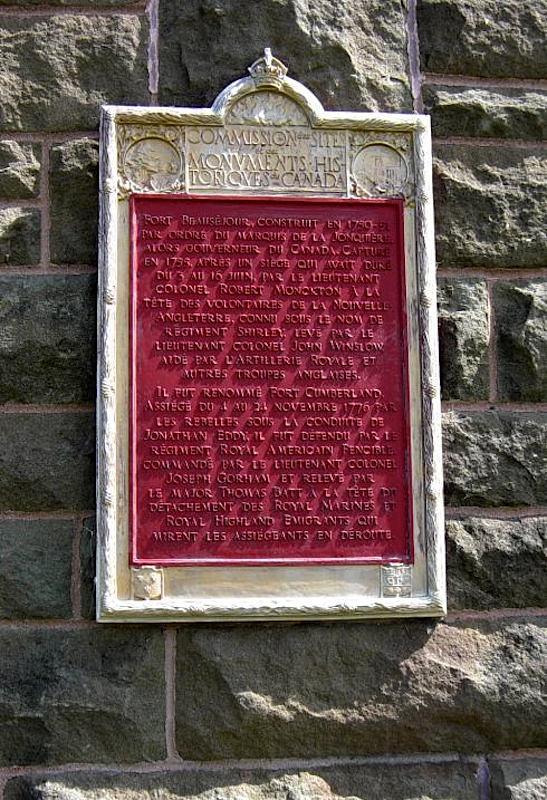 COMMISSION DES SITES
ET
MONVMENTS HIS-
TORIQVES DU CANADA
FORT BEAUSÉJOUR, CONSTRUIT EN 1750-51
PAR ORDRE DU MARQUIS DE LA JONQUIÈRE,
ALORS GOUVERNEUR DU CANADA. CAPTURÉ
EN 1755, APRÈS UN SIÈGE QUI AVAIT DURÉ
DU 3 AU 16 JUIN, PAR LE LIEUTENANT
COLONEL ROBERT MONCKTON, À LA
TÊTE DES VOLONTAIRES DE LA NOUVELLE-
ANGLETERRE, CONNU SOUS LE NOM DE
RÉGIMENT SHIRLEY, LEVÉ PAR LE
LIEUTENANT COLONEL JOHN WINSLOW
AIDÉ PAR L'ARTILLERIE ROYALE ET
AUTRES TROUPES ANGLAISES.
IL FUT RENOMMÉ FORT CUMBERLAND.
ASSIÉGÉ DU 4 AU 24 NOVEMBRE 1776 PAR
LES REBELLES SOUS LA CONDUITE DE
JONATHAN EDDY, IL FUT DÉFENDU PAR LE
RÉGIMENT ROYAL AMERICAIN FENCIBLE
COMMANDÉ PAR LE LIEUTENANT COLONEL
JOSEPH GORHAM ET RELEVÉ PAR
LE MAJOR THOMAS BATT À LA TÊTE DU
DÉTACHEMENT DES ROYAL MARINES ET
ROYAL HIGHLAND EMIGRANTS QUI
MIRENT LES ASSIÉGEANTS EN DÉROUTE.